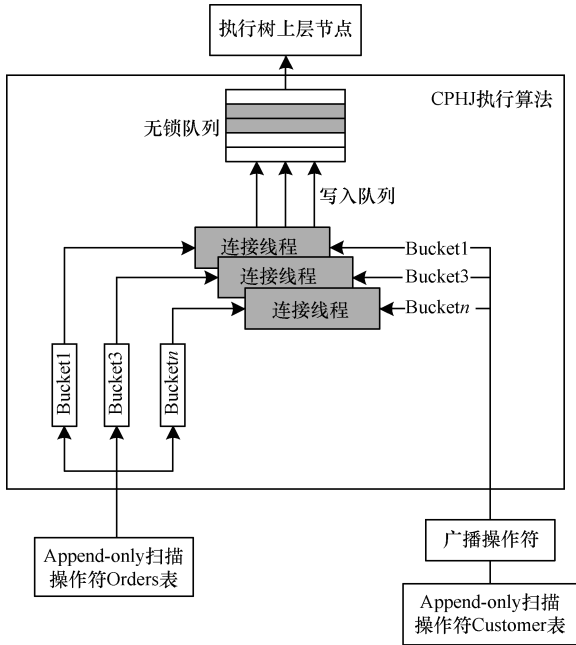 执行树上层节点
CPHJ执行算法
无锁队列
写入队列
连接线程
Bucket1
连接线程
Bucket3
连接线程
Bucketn
Bucket1
Bucket3
Bucketn
Append-only扫描
操作符Orders表
广播操作符
Append-only扫描
操作符Customer表